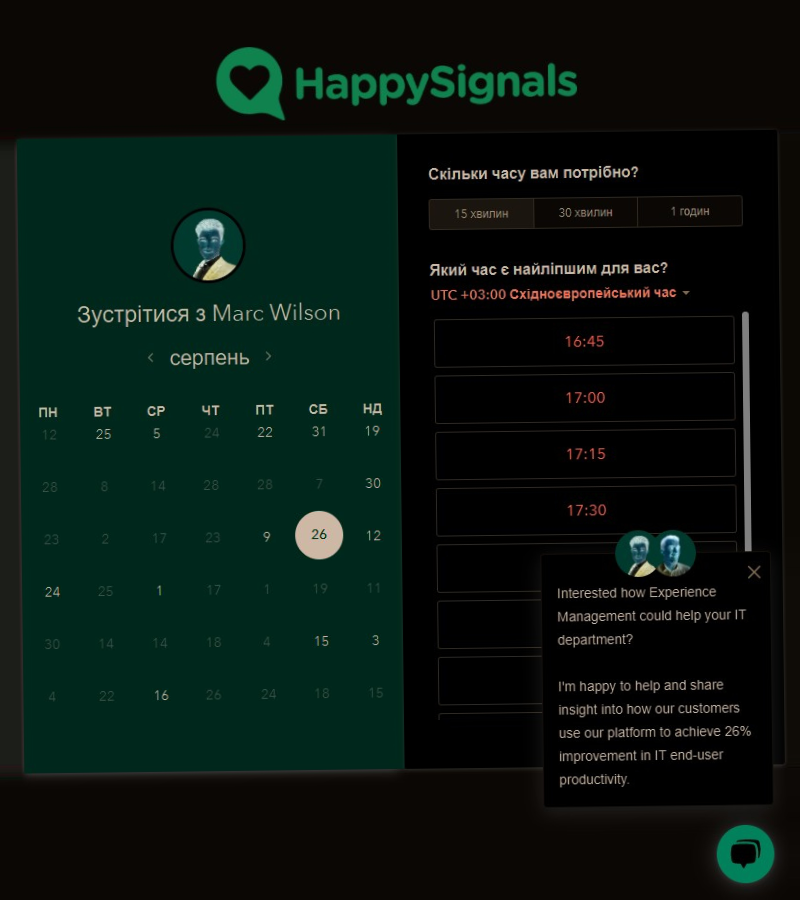 HappySignals
Зустрітися з Marc Wilson
серпень
ПН ВТ СР ЧТ ПТ СБ НД
12 25 5 24 22 31 19
28 8 14 28 28 7 30
23 2 17 23 9 26 12
24 25 1 17 1 19 11
30 14 14 18 4 15 3
4 22 16 26 24 18 15
Скільки часу вам потрібно?
15 хвилин 30 хвилин 1 годин
Який час є найліпшим для вас?
UTC +03:00 Східноєвропейський час
16:45
17:00
17:15
17:30
Interested how Experience
Management could help your IT
department?
I'm happy to help and share
insight into how our customers
use our platform to achieve 26%
improvement in IT end-user
productivity.